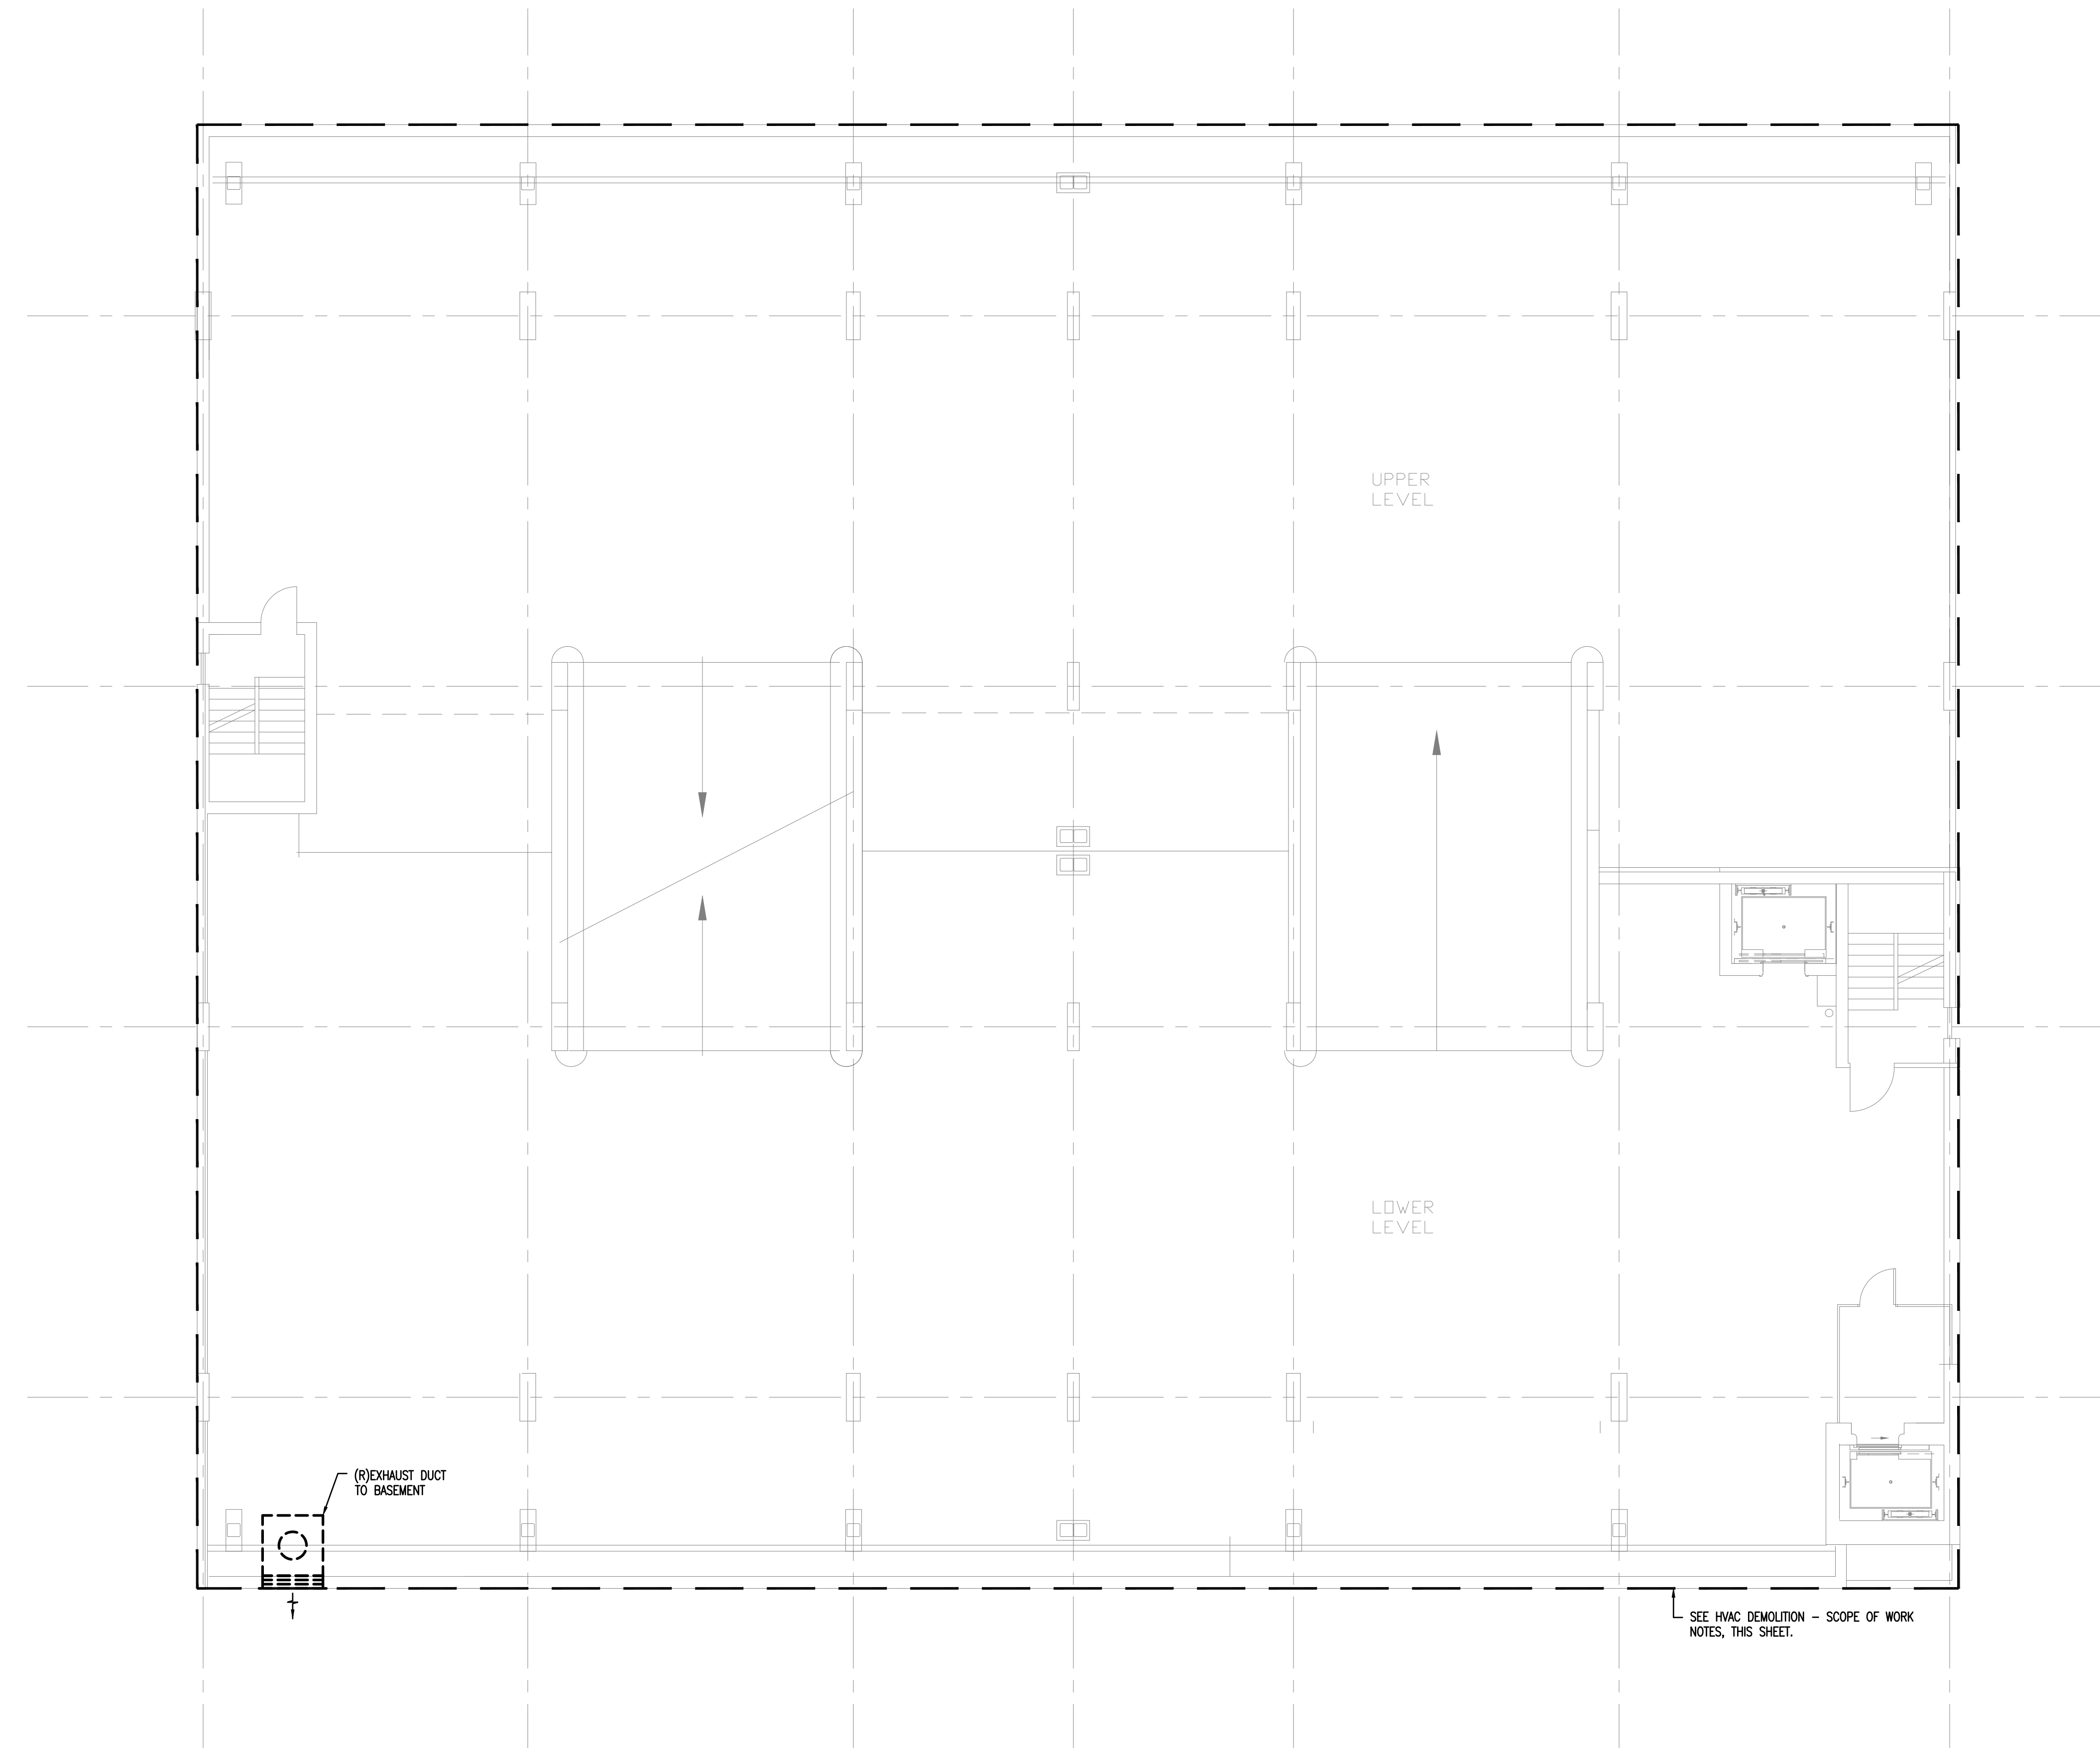 UPPER
LEVEL
LOWER
LEVEL
(R)EXHAUST DUCT
TO BASEMENT
SEE HVAC DEMOLITION – SCOPE OF WORK
NOTES, THIS SHEET.